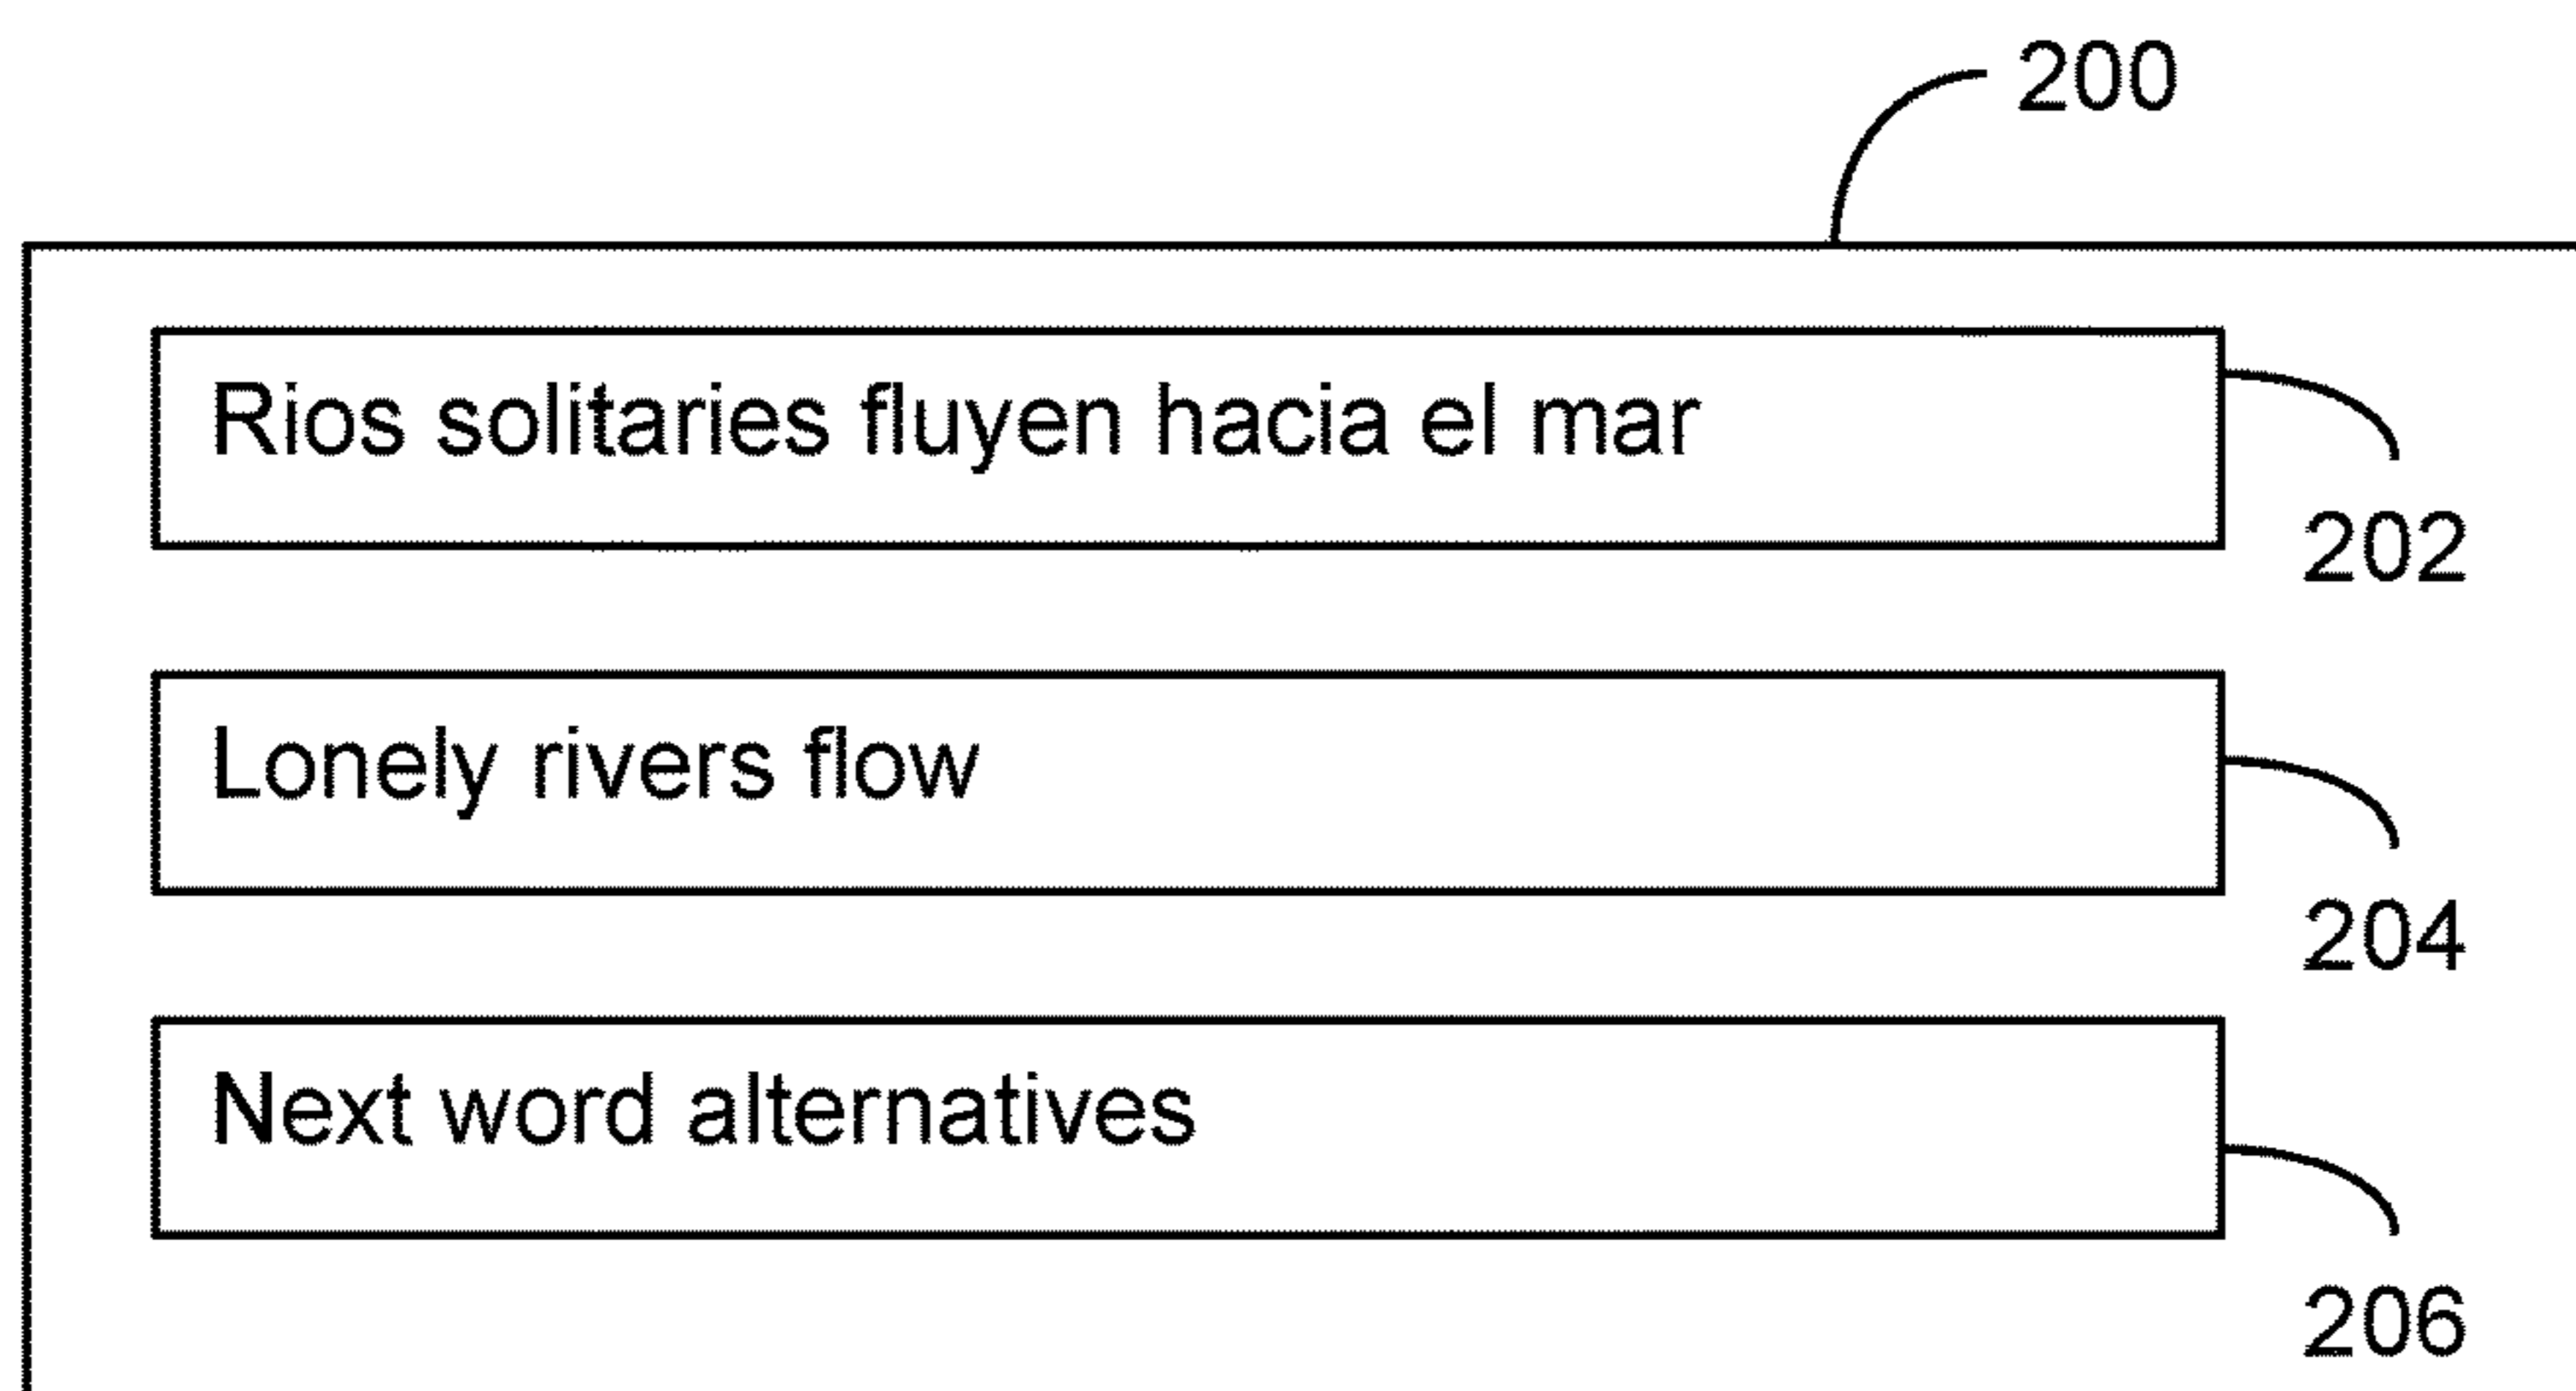 200
Rios solitaries fluyen hacia el mar
202
Lonely rivers flow
204
Next word alternatives
206